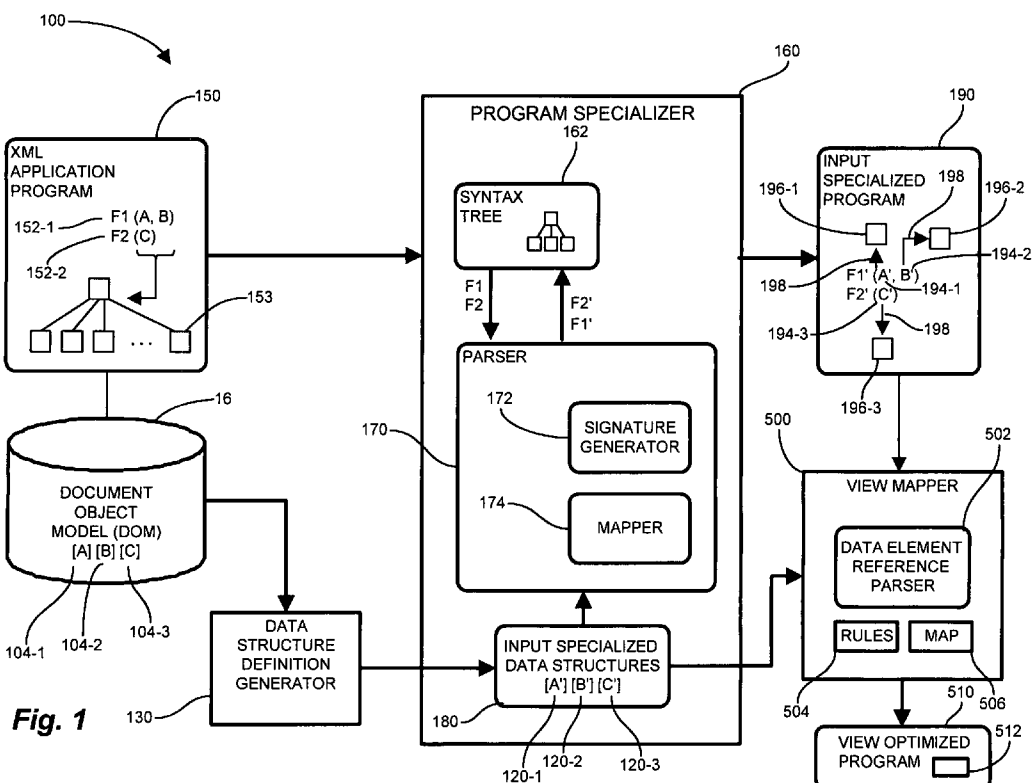 100
150
XML
APPLICATION
PROGRAM
152-1
F1 (A, B)
152-2
F2 (C)
153
16
DOCUMENT
OBJECT
MODEL (DOM)
[A] [B] [C]
104-1
104-2
104-3
DATA
STRUCTURE
DEFINITION
GENERATOR
130
Fig. 1
160
PROGRAM SPECIALIZER
162
SYNTAX
TREE
F1
F2
F2'
F1'
PARSER
170
172
SIGNATURE
GENERATOR
174
MAPPER
INPUT SPECIALIZED
DATA STRUCTURES
[A'] [B'] [C']
180
120-1
120-2
120-3
190
INPUT
SPECIALIZED
PROGRAM
196-1
198
196-2
F1' (A', B')
194-2
198
F2' (C')
194-1
194-3
198
196-3
500
502
VIEW MAPPER
DATA ELEMENT
REFERENCE
PARSER
RULES
MAP
504
506
510
VIEW OPTIMIZED
PROGRAM
512